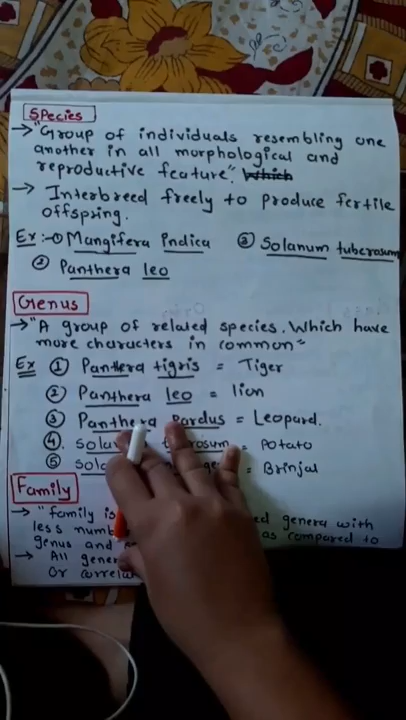 Species
→ "Group of individuals resembling one
another in all morphological and
reproductive feature". Which
→ Interbreed freely to produce fertile
offspring.
Ex:-① Mangifera Indica ③ Solanum tuberosum
② Panthera leo
Genus
→ "A group of related species. Which have
more characters in common"
Ex ① Panthera tigris = Tiger
② Panthera leo = lion
③ Panthera Pardus = Leopard.
④. = Potato
⑤ = Brinjal
Family
→ "family is genera with
less as compared to
genus and
→ All
Or